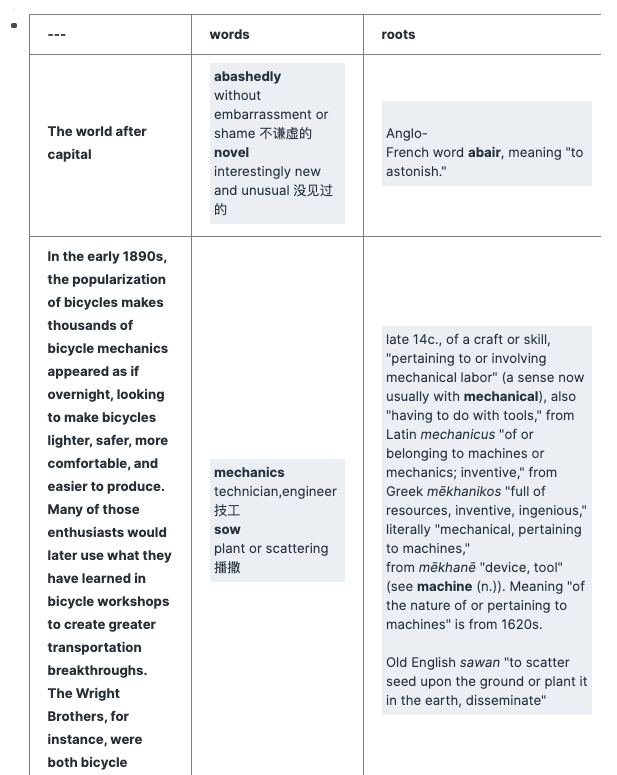 ---
words
roots
The world after
capital
abashedly
without
embarrassment or
shame 不谦虚的
novel
interestingly new
and unusual 没见过
的
Anglo-
French word abair, meaning "to
astonish."
In the early 1890s,
the popularization
of bicycles makes
thousands of
bicycle mechanics
appeared as if
overnight, looking
to make bicycles
lighter, safer, more
comfortable, and
easier to produce.
Many of those
enthusiasts would
later use what they
have learned in
bicycle workshops
to create greater
transportation
breakthroughs.
The Wright
Brothers, for
instance, were
both bicycle
mechanics
technician,engineer
技工
sow
plant or scattering
播撒
late 14c., of a craft or skill,
"pertaining to or involving
mechanical labor" (a sense now
usually with mechanical), also
"having to do with tools," from
Latin mechanicus "of or
belonging to machines or
mechanics; inventive," from
Greek mēkhanikos "full of
resources, inventive, ingenious,"
literally "mechanical, pertaining
to machines,"
from mēkhanē "device, tool"
(see machine (n.)). Meaning "of
the nature of or pertaining to
machines" is from 1620s.
Old English sawan "to scatter
seed upon the ground or plant it
in the earth, disseminate"